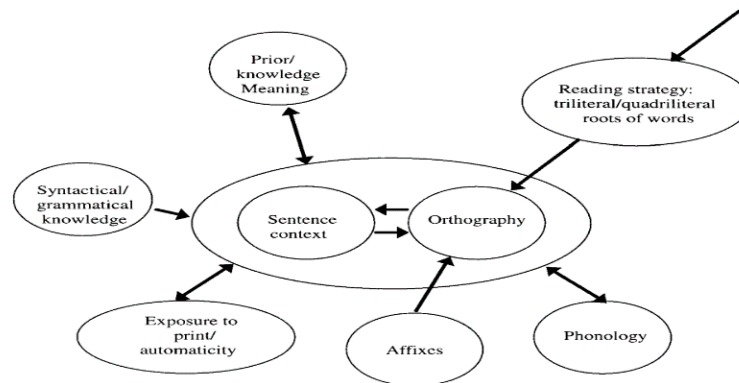 Prior/
knowledge
Meaning
Reading strategy:
triliteral/quadriliteral
roots of words
Syntactical/
grammatical
knowledge
Sentence
context
Orthography
Exposure to
print/
automaticity
Affixes
Phonology